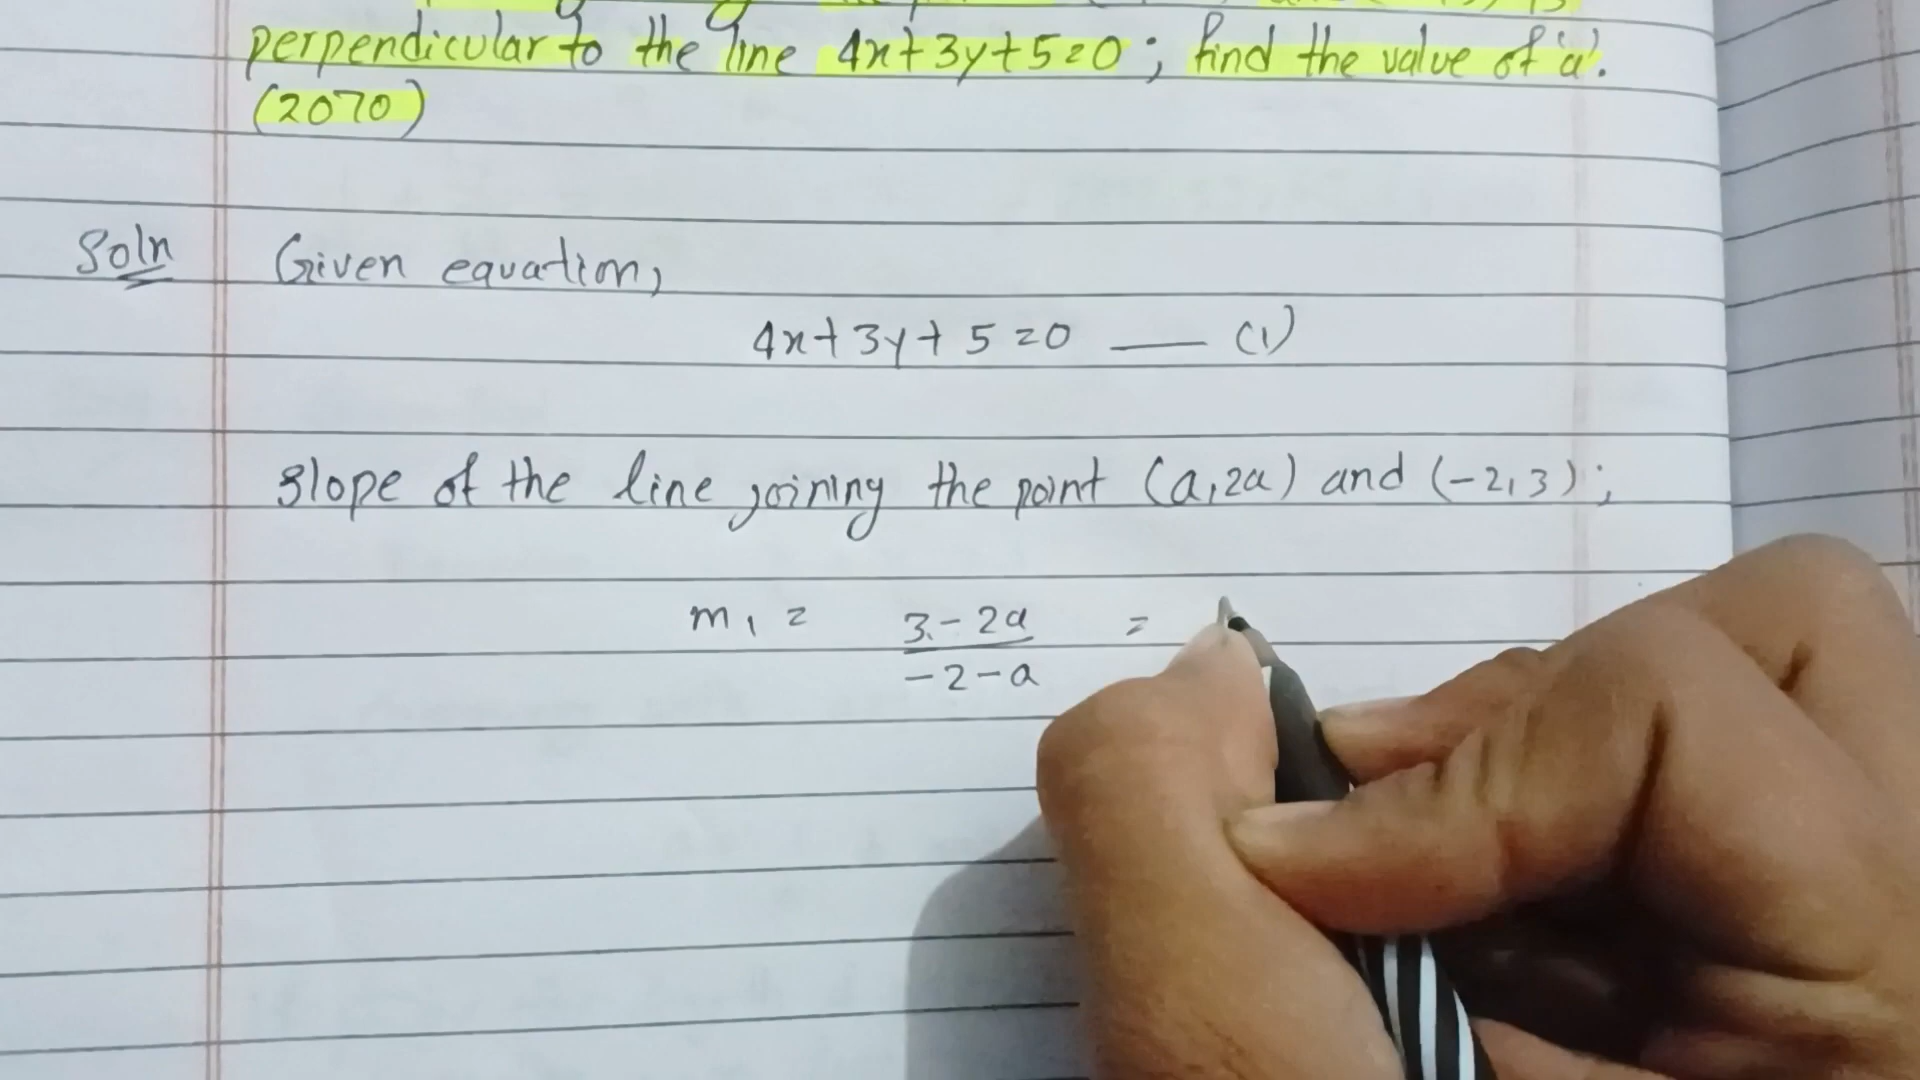 perpendicular to the line 4x+3y+5=0; find the value of 'a'.
(2070)
Soln Given equation,
4x+3y+5=0 — (1)
slope of the line joining the point (a,2a) and (-2,3);
m1 = 3-2a =
-2-a